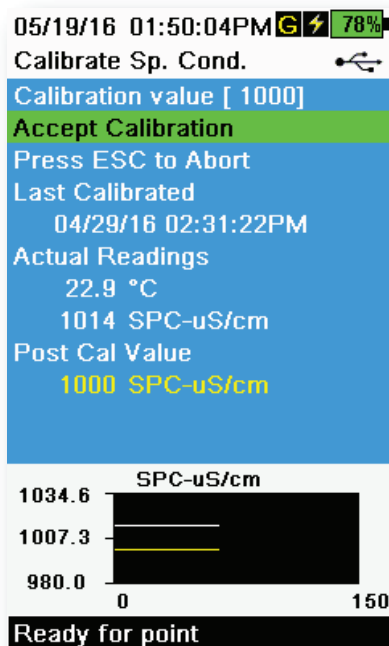 05/19/16 01:50:04PM G 78%
Calibrate Sp. Cond.
Calibration value [ 1000]
Accept Calibration
Press ESC to Abort
Last Calibrated
04/29/16 02:31:22PM
Actual Readings
22.9 °C
1014 SPC-uS/cm
Post Cal Value
1000 SPC-uS/cm
SPC-uS/cm
1034.6
1007.3
980.0
0 150
Ready for point